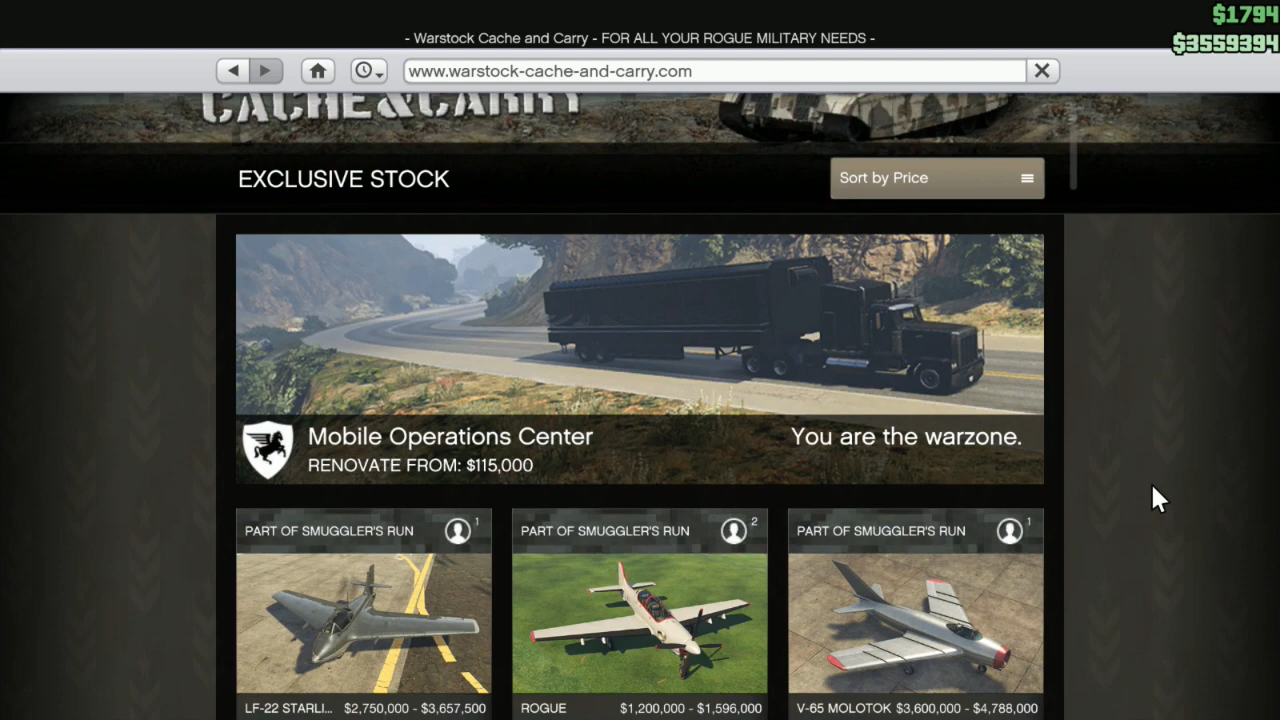 $1794
- Warstock Cache and Carry - FOR ALL YOUR ROGUE MILITARY NEEDS -
$3559394
www.warstock-cache-and-carry.com
CACHE&CARRY
EXCLUSIVE STOCK
Sort by Price
Mobile Operations Center
You are the warzone.
RENOVATE FROM: $115,000
PART OF SMUGGLER'S RUN 1
PART OF SMUGGLER'S RUN 2
PART OF SMUGGLER'S RUN 1
LF-22 STARLI... $2,750,000 - $3,657,500
ROGUE $1,200,000 - $1,596,000
V-65 MOLOTOK $3,600,000 - $4,788,000